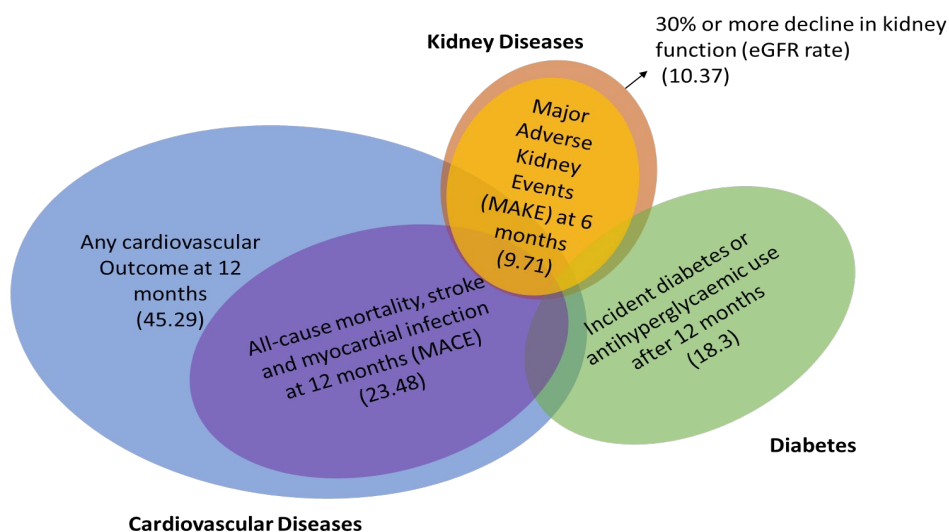 Kidney Diseases
30% or more decline in kidney
function (eGFR rate)
(10.37)
Major
Adverse
Kidney
Events
(MAKE) at 6
months
(9.71)
Any cardiovascular
Outcome at 12
months
(45.29)
All-cause mortality, stroke
and myocardial infection
at 12 months (MACE)
(23.48)
Incident diabetes or
antihyperglycaemic use
after 12 months
(18.3)
Diabetes
Cardiovascular Diseases